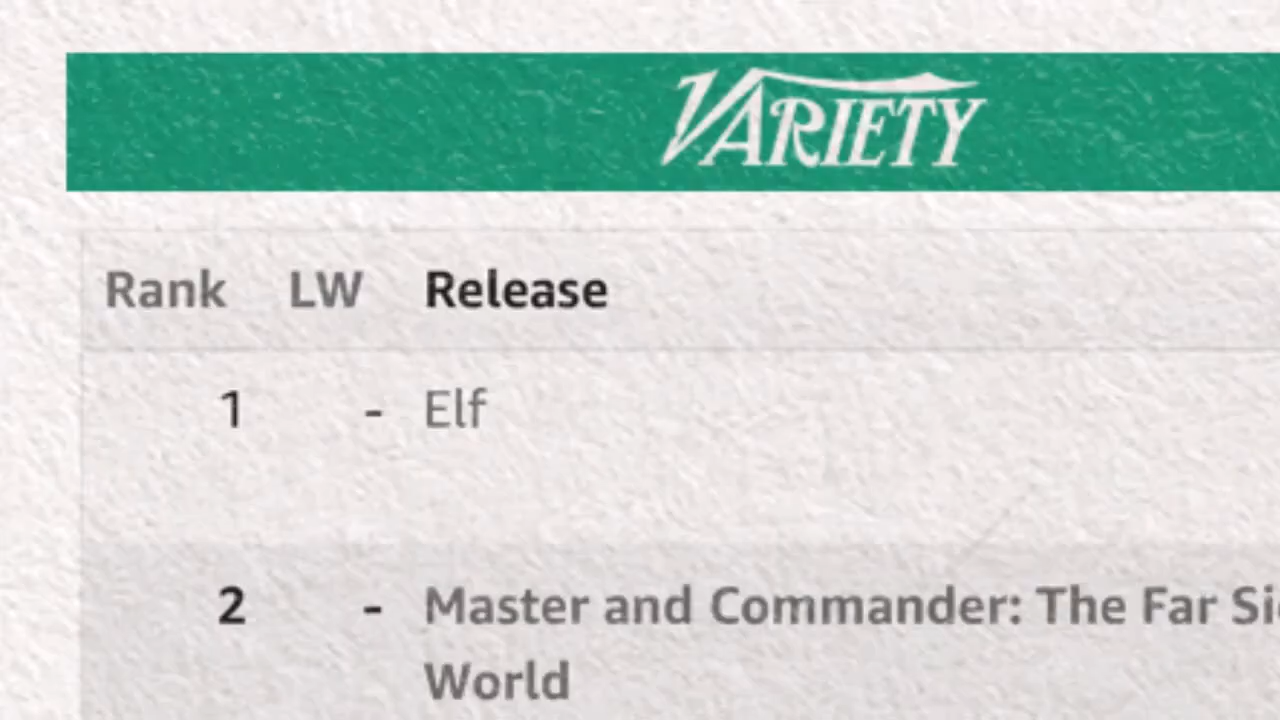 VARIETY
Rank LW Release
1 - Elf
2 - Master and Commander: The Far
World